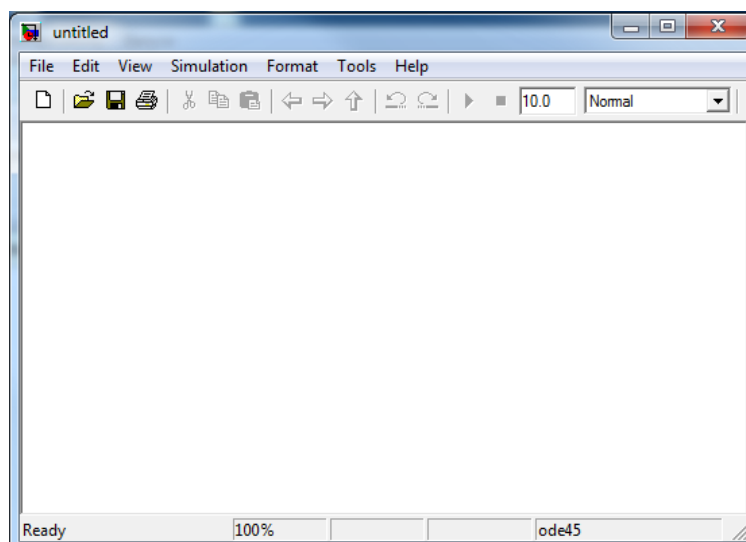 untitled
File Edit View Simulation Format Tools Help
10.0 Normal
Ready 100% ode45